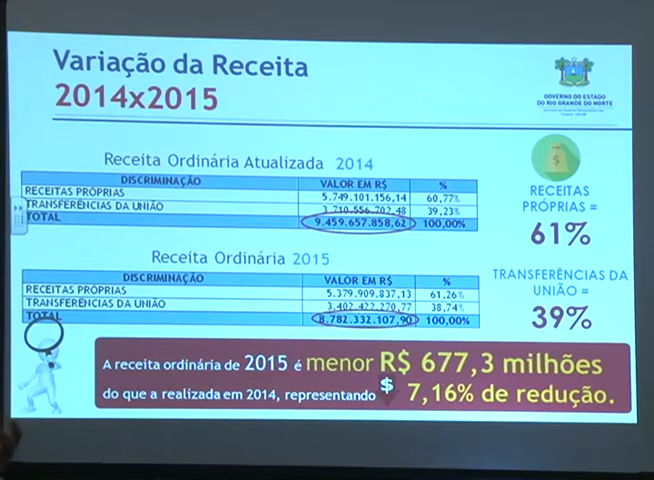 Variação da Receita
2014x2015
GOVERNO DO ESTADO
DO RIO GRANDE DO NORTE
Receita Ordinária Atualizada 2014
DISCRIMINAÇÃO VALOR EM R$ %
RECEITAS PRÓPRIAS 5.749.101.156,14 60,77%
TRANSFERÊNCIAS DA UNIÃO 3.710.556.702,48 39,23%
TOTAL 9.459.657.858,62 100,00%
Receita Ordinária 2015
DISCRIMINAÇÃO VALOR EM R$ %
RECEITAS PRÓPRIAS 5.379.909.837,13 61,26%
TRANSFERÊNCIAS DA UNIÃO 3.402.422.270,77 38,74%
TOTAL 8.782.332.107,90 100,00%
$
RECEITAS
PRÓPRIAS =
61%
TRANSFERÊNCIAS DA
UNIÃO =
39%
A receita ordinária de 2015 é menor R$ 677,3 milhões
do que a realizada em 2014, representando $ 7,16% de redução.